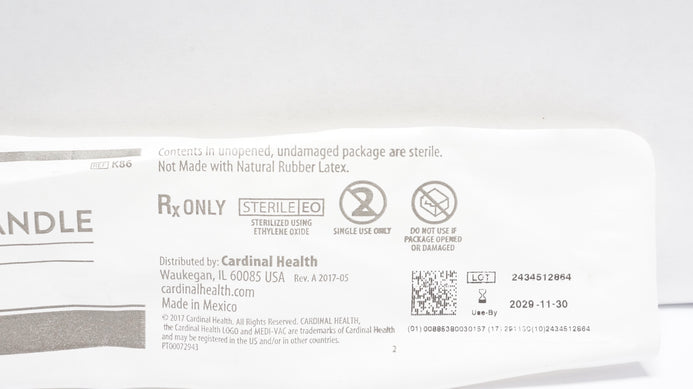 Contents in unopened, undamaged package are sterile.
REF K86
Not Made with Natural Rubber Latex.
ANDLE
Rx ONLY
STERILE EO
STERILIZED USING
ETHYLENE OXIDE
2
SINGLE USE ONLY
DO NOT USE IF
PACKAGE OPENED
OR DAMAGED
Distributed by: Cardinal Health
Waukegan, IL 60085 USA Rev. A 2017-05
cardinalhealth.com
Made in Mexico
LOT 2434512864
Use-By 2029-11-30
© 2017 Cardinal Health. All Rights Reserved. CARDINAL HEALTH,
the Cardinal Health LOGO and MEDI-VAC are trademarks of Cardinal Health
and may be registered in the US and/or in other countries.
PT00072943
2